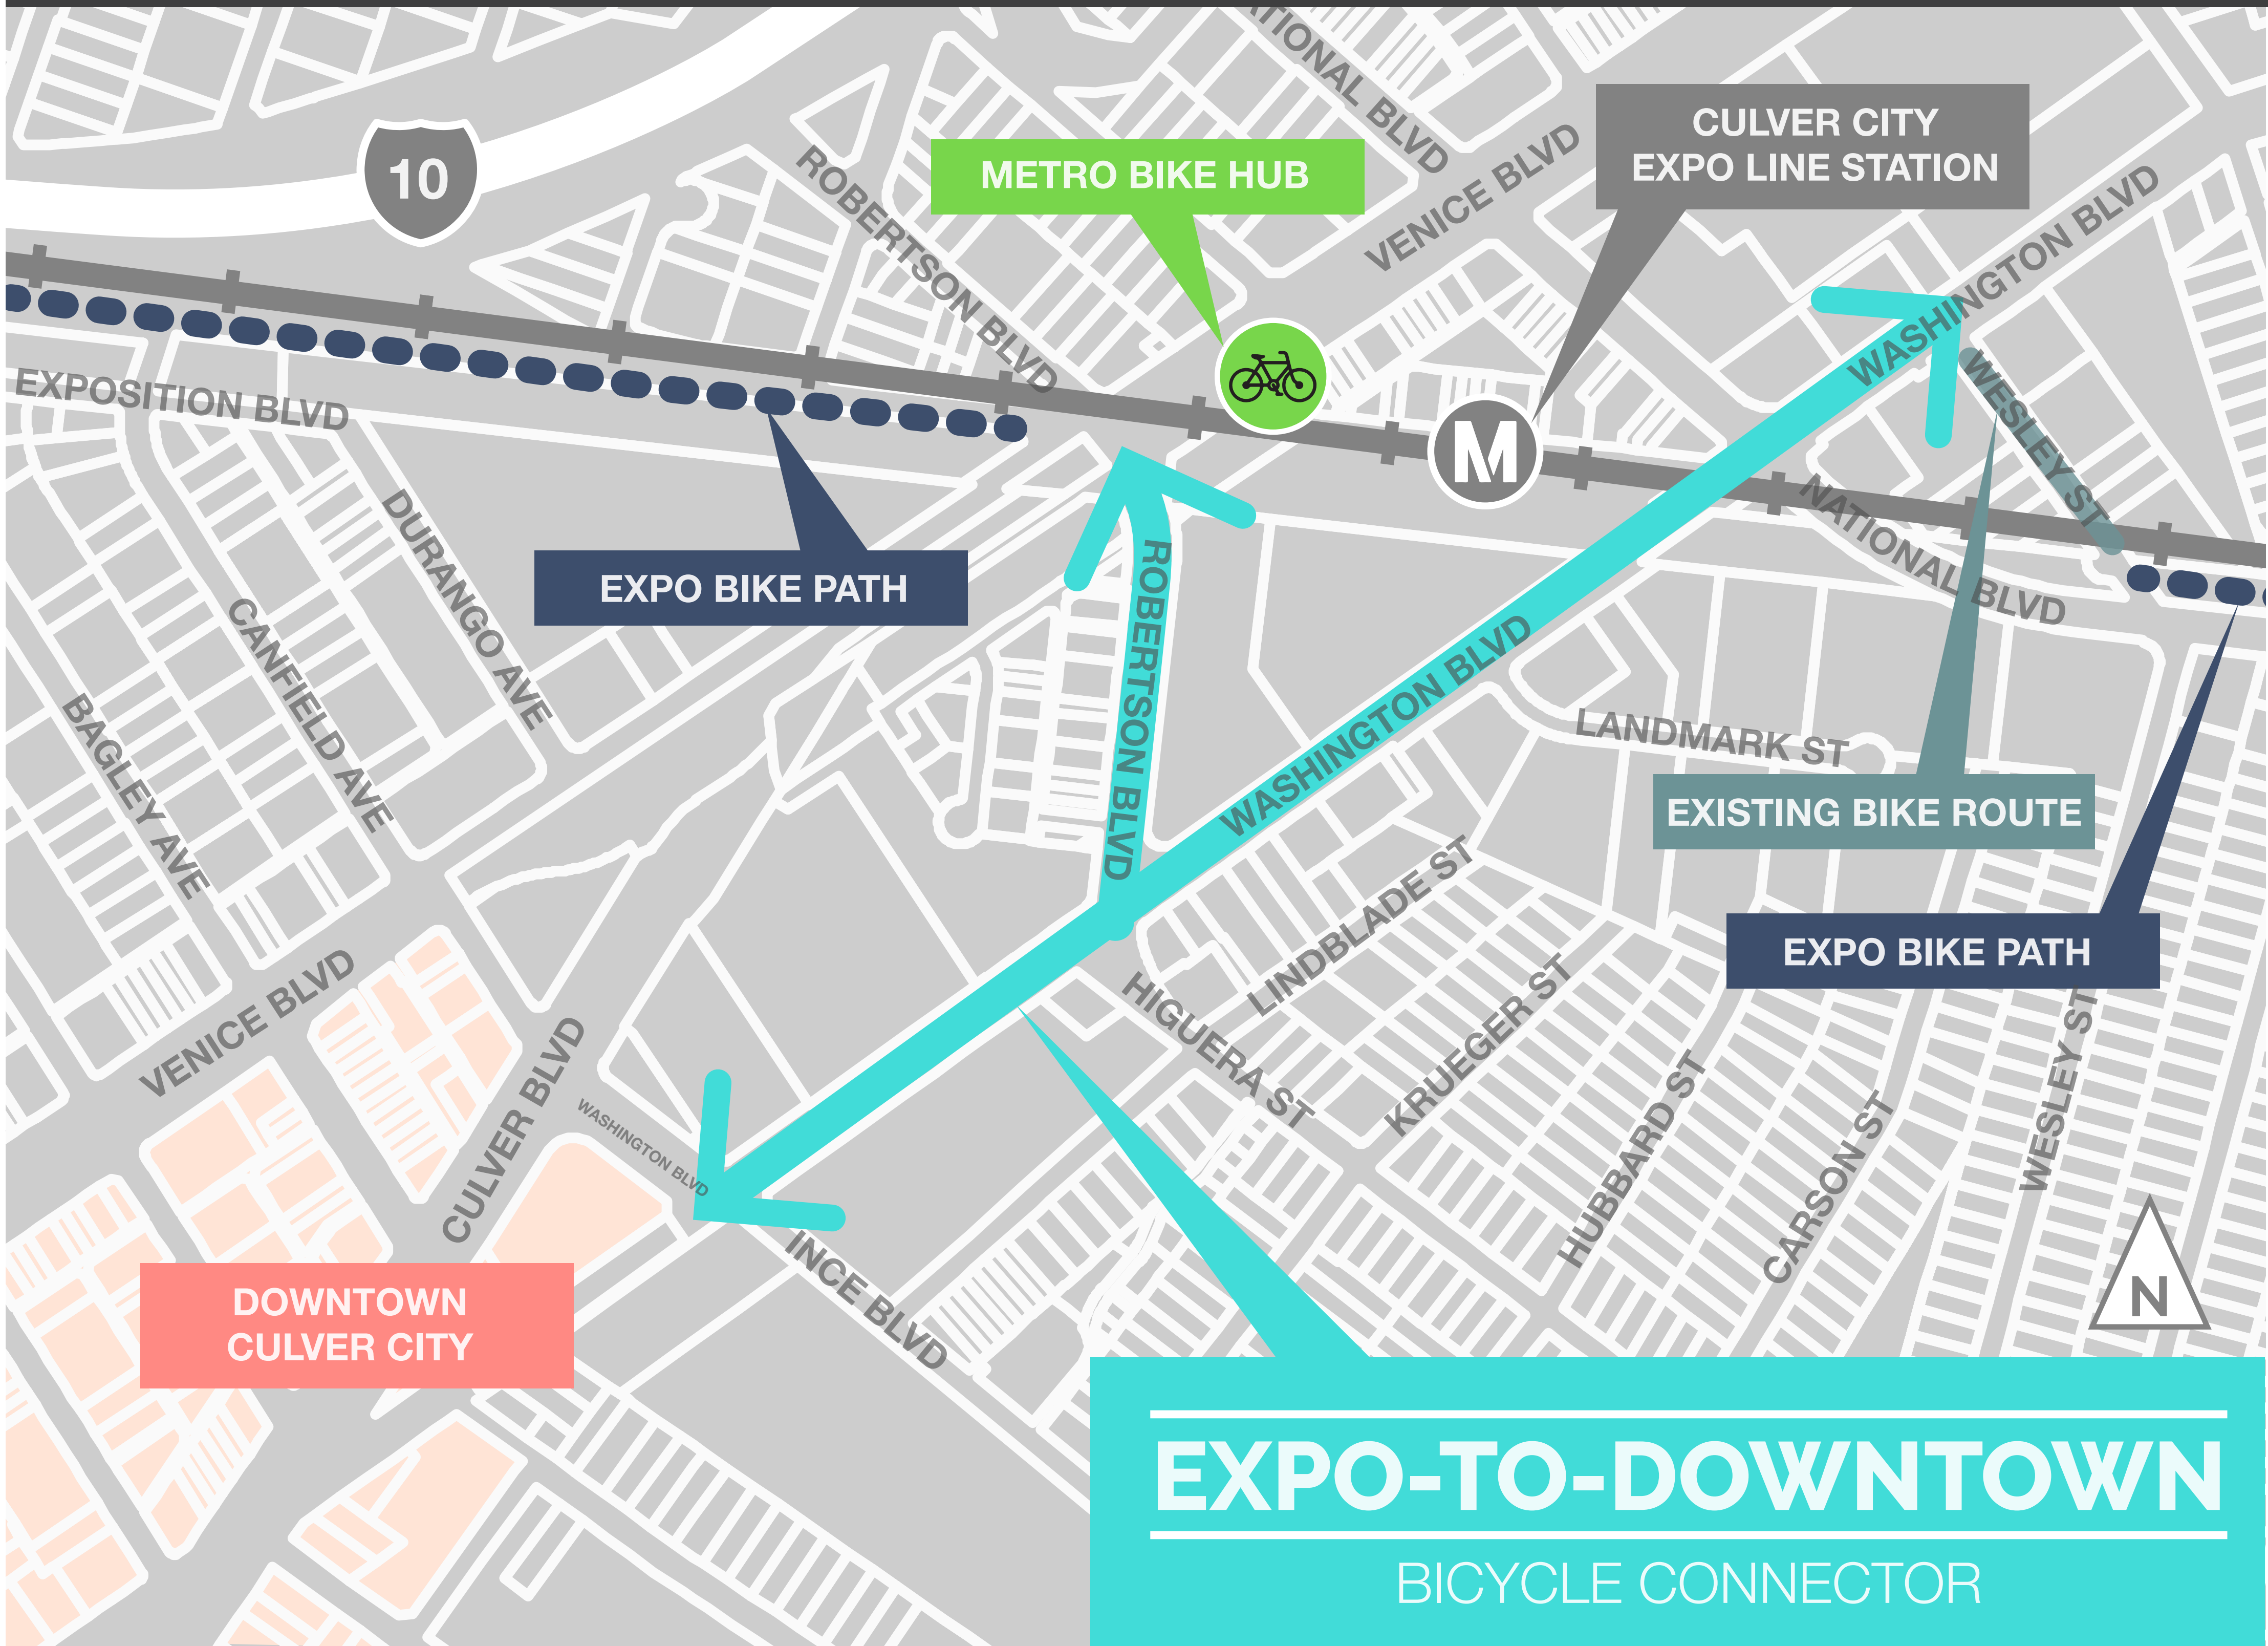 NATIONAL BLVD
10
METRO BIKE HUB
CULVER CITY
EXPO LINE STATION
VENICE BLVD
ROBERTSON BLVD
WASHINGTON BLVD
EXPOSITION BLVD
WESLEY ST
M
NATIONAL BLVD
DURANGO AVE
EXPO BIKE PATH
ROBERTSON BLVD
WASHINGTON BLVD
CANFIELD AVE
BAGLEY AVE
LANDMARK ST
EXISTING BIKE ROUTE
LINDBLADE ST
EXPO BIKE PATH
VENICE BLVD
HIGUERA ST
KRUEGER ST
CULVER BLVD
WASHINGTON BLVD
HUBBARD ST
CARSON ST
WESLEY ST
INCE BLVD
N
DOWNTOWN
CULVER CITY
EXPO-TO-DOWNTOWN
BICYCLE CONNECTOR